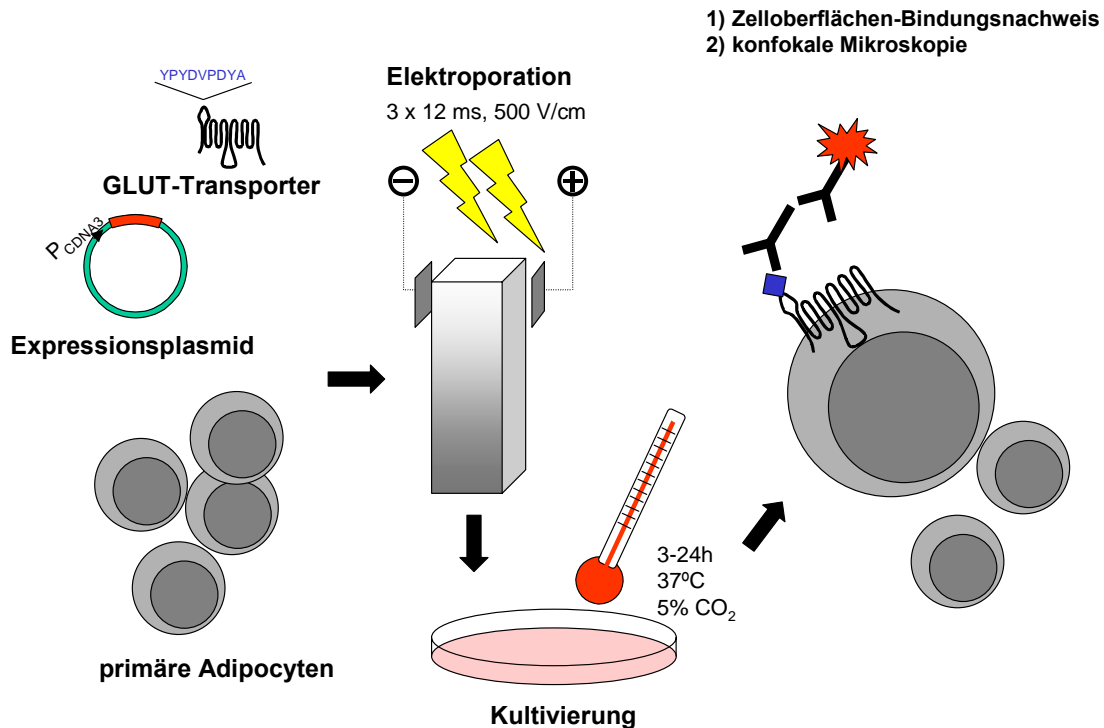 1) Zelloberflächen-Bindungsnachweis
2) konfokale Mikroskopie
YPYDVPDYA
GLUT-Transporter
PCDNA3
Expressionsplasmid
primäre Adipocyten
Elektroporation
3 x 12 ms, 500 V/cm
−
+
3-24h
37ºC
5% CO₂
Kultivierung